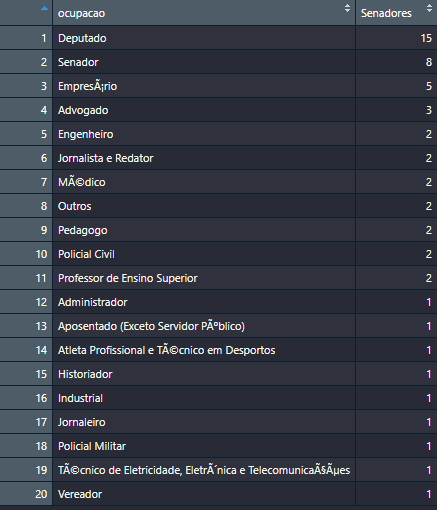 ocupacao Senadores
1 Deputado 15
2 Senador 8
3 EmpresÃ¡rio 5
4 Advogado 3
5 Engenheiro 2
6 Jornalista e Redator 2
7 MÃ©dico 2
8 Outros 2
9 Pedagogo 2
10 Policial Civil 2
11 Professor de Ensino Superior 2
12 Administrador 1
13 Aposentado (Exceto Servidor PÃºblico) 1
14 Atleta Profissional e TÃ©cnico em Desportos 1
15 Historiador 1
16 Industrial 1
17 Jornaleiro 1
18 Policial Militar 1
19 TÃ©cnico de Eletricidade, EletrÃ´nica e TelecomunicaÃ§Ãµes 1
20 Vereador 1